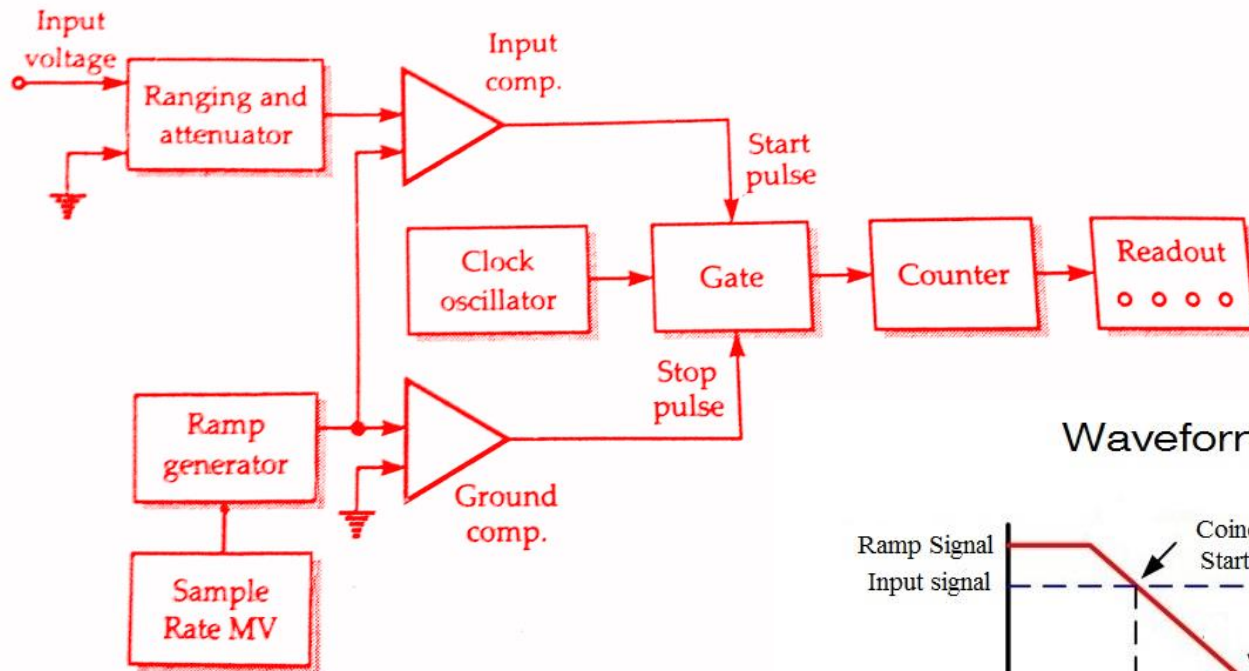 Input
voltage
Ranging and
attenuator
Input
comp.
Start
pulse
Clock
oscillator
Gate
Counter
Readout
Stop
pulse
Ramp
generator
Ground
comp.
Sample
Rate MV
Ramp Signal
Input signal